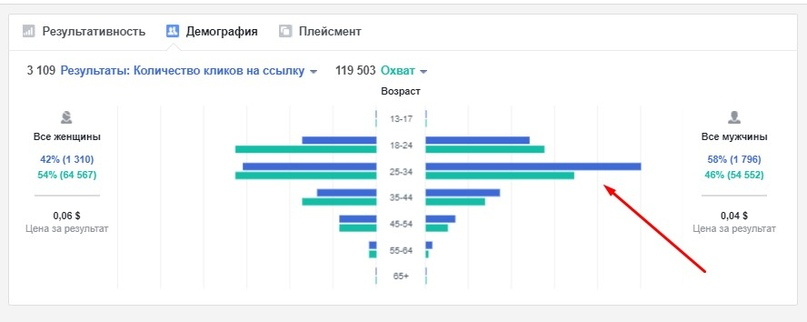 Результативность Демография Плейсмент
3 109 Результаты: Количество кликов на ссылку 119 503 Охват
Возраст
13-17
Все женщины
Все мужчины
18-24
42% (1 310)
58% (1 796)
54% (64 567)
25-34
46% (54 552)
35-44
0,06 $
0,04 $
45-54
Цена за результат
Цена за результат
55-64
65+